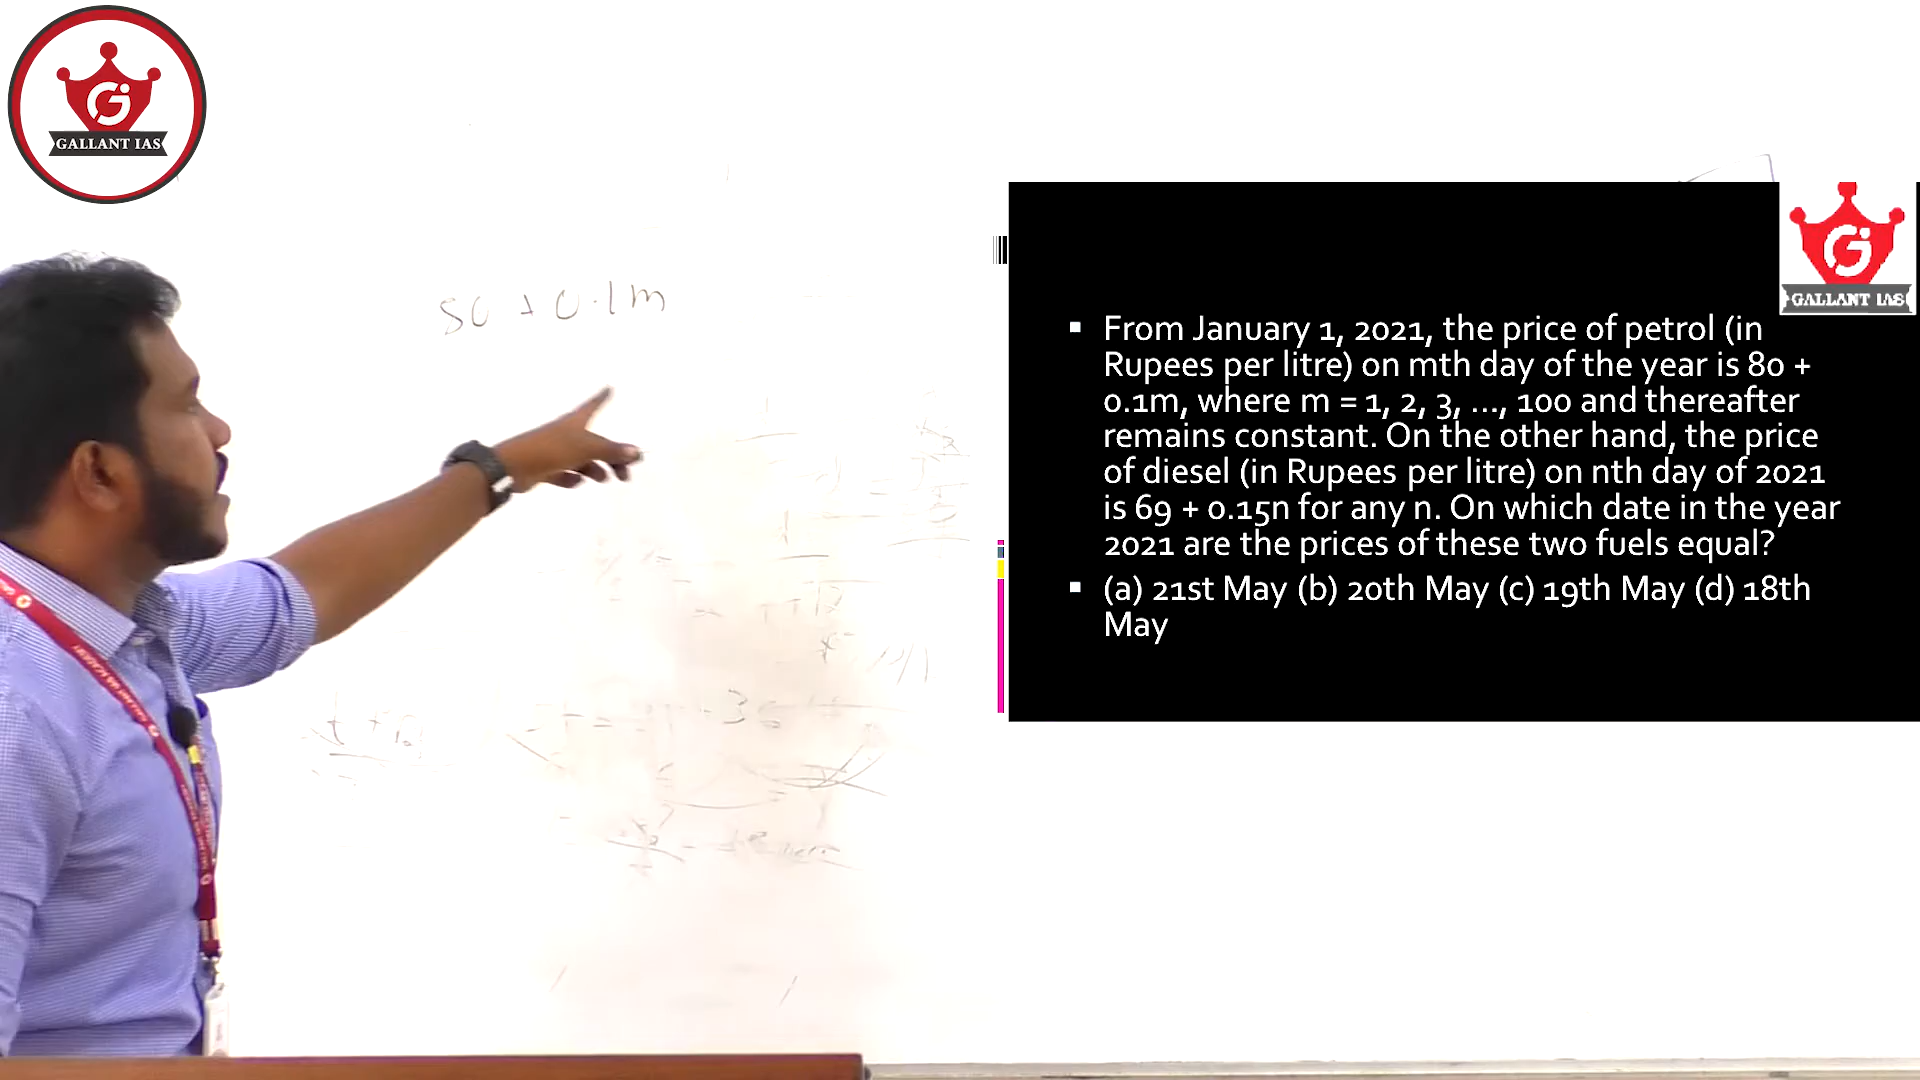 GALLANT IAS
80 + 0.1m
GALLANT IAS
▪ From January 1, 2021, the price of petrol (in
Rupees per litre) on mth day of the year is 80 +
0.1m, where m = 1, 2, 3, ..., 100 and thereafter
remains constant. On the other hand, the price
of diesel (in Rupees per litre) on nth day of 2021
is 69 + 0.15n for any n. On which date in the year
2021 are the prices of these two fuels equal?
▪ (a) 21st May (b) 20th May (c) 19th May (d) 18th
May